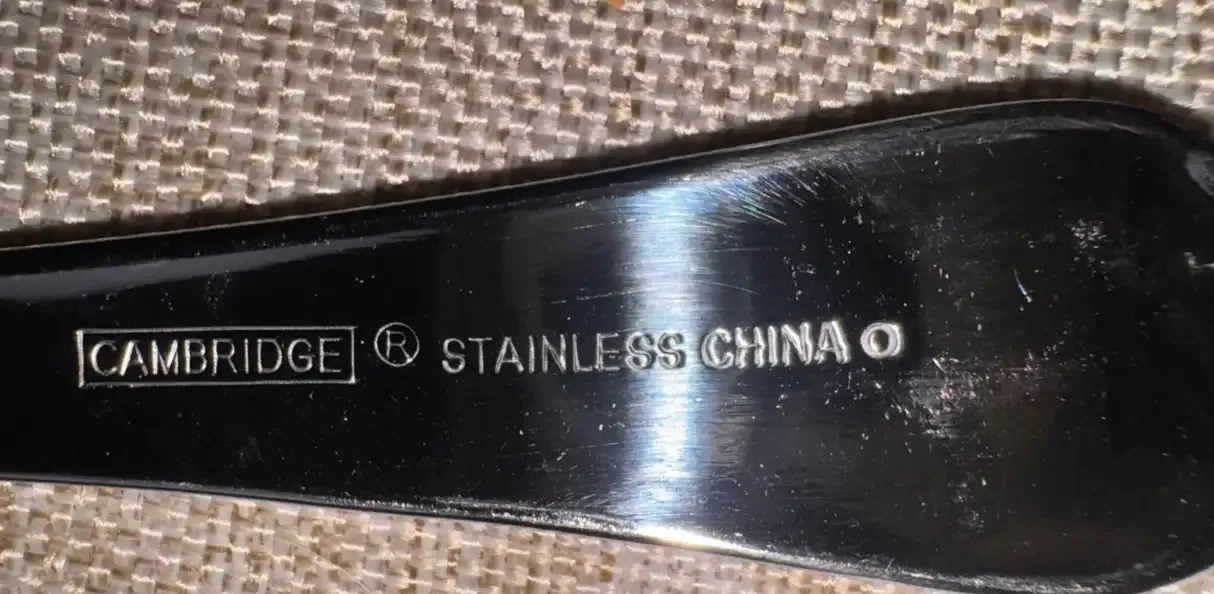 CAMBRIDGE ® STAINLESS CHINA O